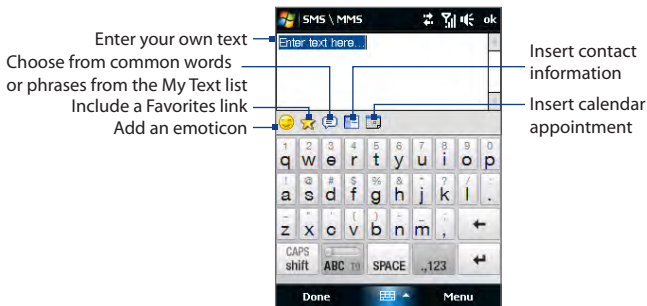 SMS \ MMS ok
Enter your own text
Enter text here...
Choose from common words
or phrases from the My Text list
Include a Favorites link
Add an emoticon
Insert contact
information
Insert calendar
appointment
1 2 3 4 5 6 7 8 9 0
q w e r t y u i o p
! @ # $ % & + ? /
a s d f g h j k l .
z x c v b n m ,
CAPS
shift ABC T9 SPACE .,123
Done Menu